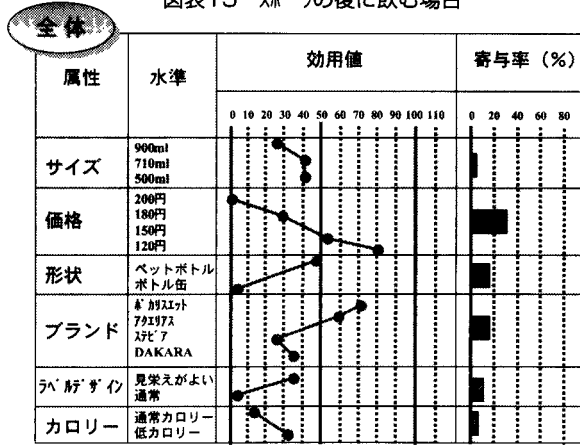 図表15 スポーツの後に飲む場合
全体
属性 水準 効用値 寄与率（%）
0 10 20 30 40 50 60 70 80 90 100 110 0 20 40 60 80
サイズ
900ml
710ml
500ml
価格
200円
180円
150円
120円
形状
ペットボトル
ボトル缶
ブランド
ポカリスエット
アクエリアス
ステビア
DAKARA
ラベルデザイン
見栄えがよい
通常
カロリー
通常カロリー
低カロリー